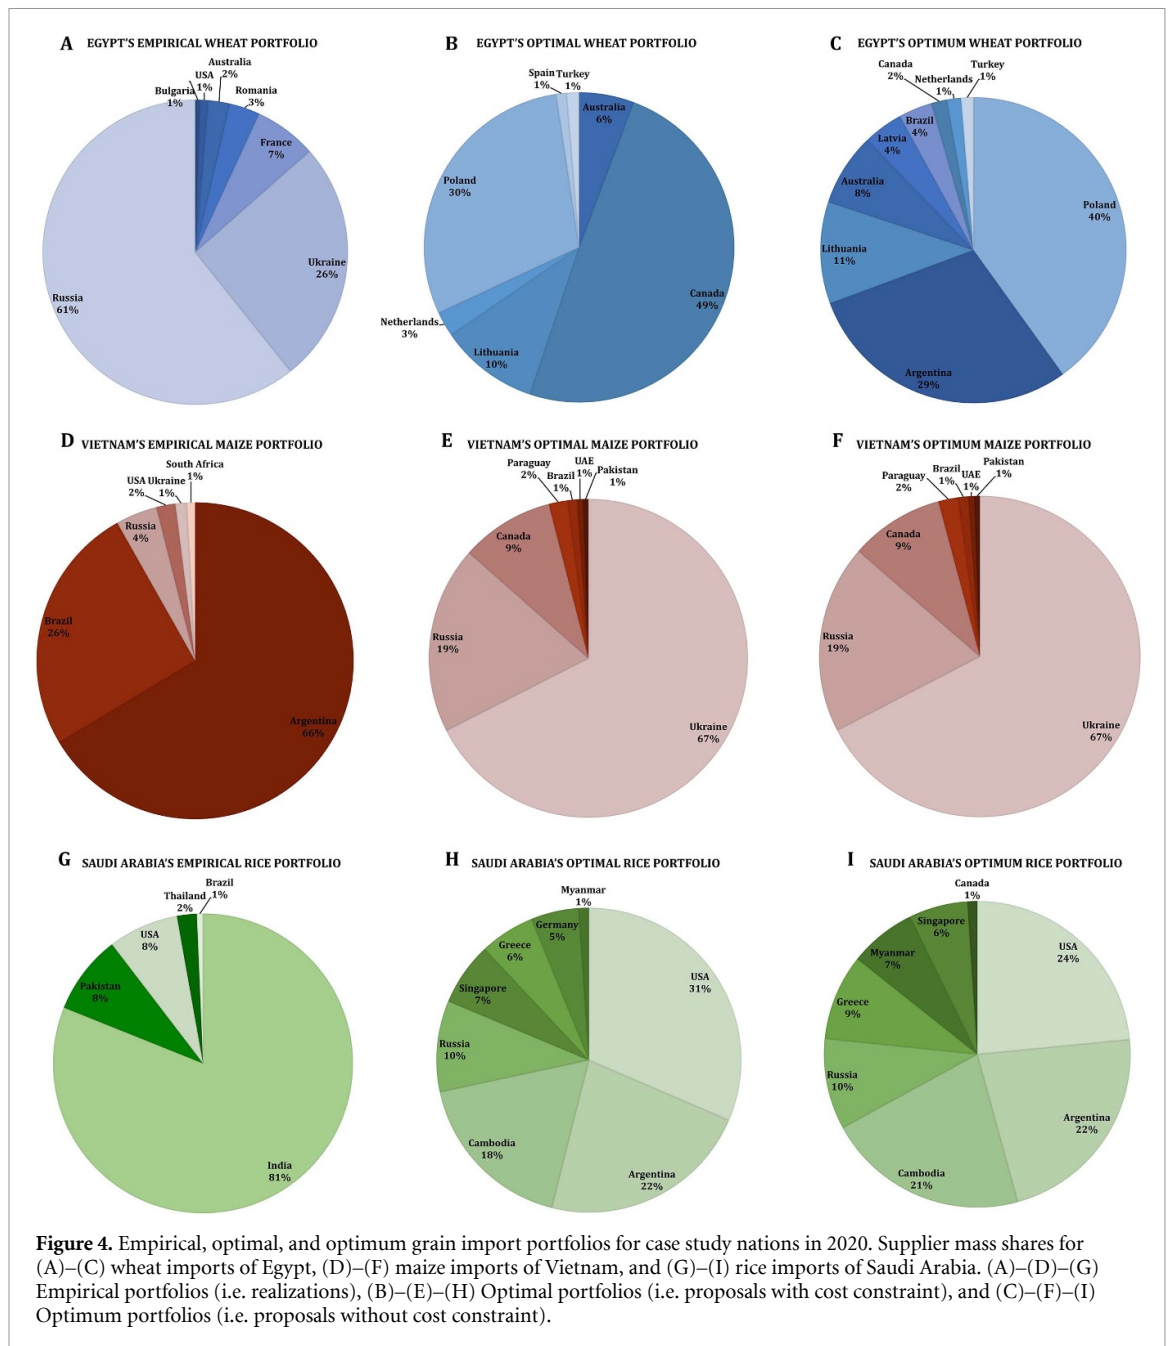 A EGYPT'S EMPIRICAL WHEAT PORTFOLIO
Bulgaria
1%
USA
1%
Australia
2%
Romania
3%
France
7%
Ukraine
26%
Russia
61%
B EGYPT'S OPTIMAL WHEAT PORTFOLIO
Spain
1%
Turkey
1%
Australia
6%
Canada
49%
Lithuania
10%
Netherlands
3%
Poland
30%
C EGYPT'S OPTIMUM WHEAT PORTFOLIO
Canada
2%
Netherlands
1%
Turkey
1%
Brazil
4%
Latvia
4%
Australia
8%
Lithuania
11%
Argentina
29%
Poland
40%
D VIETNAM'S EMPIRICAL MAIZE PORTFOLIO
South Africa
1%
USA
2%
Ukraine
1%
Russia
4%
Brazil
26%
Argentina
66%
E VIETNAM'S OPTIMAL MAIZE PORTFOLIO
Paraguay
2%
Brazil
1%
UAE
1%
Pakistan
1%
Canada
9%
Russia
19%
Ukraine
67%
F VIETNAM'S OPTIMUM MAIZE PORTFOLIO
Paraguay
2%
Brazil
1%
UAE
1%
Pakistan
1%
Canada
9%
Russia
19%
Ukraine
67%
G SAUDI ARABIA'S EMPIRICAL RICE PORTFOLIO
Brazil
1%
Thailand
2%
USA
8%
Pakistan
8%
India
81%
H SAUDI ARABIA'S OPTIMAL RICE PORTFOLIO
Myanmar
1%
Germany
5%
Greece
6%
Singapore
7%
Russia
10%
Cambodia
18%
Argentina
22%
USA
31%
I SAUDI ARABIA'S OPTIMUM RICE PORTFOLIO
Canada
1%
Singapore
6%
Myanmar
7%
Greece
9%
Russia
10%
Cambodia
21%
Argentina
22%
USA
24%
Figure 4. Empirical, optimal, and optimum grain import portfolios for case study nations in 2020. Supplier mass shares for
(A)–(C) wheat imports of Egypt, (D)–(F) maize imports of Vietnam, and (G)–(I) rice imports of Saudi Arabia. (A)–(D)–(G)
Empirical portfolios (i.e. realizations), (B)–(E)–(H) Optimal portfolios (i.e. proposals with cost constraint), and (C)–(F)–(I)
Optimum portfolios (i.e. proposals without cost constraint).